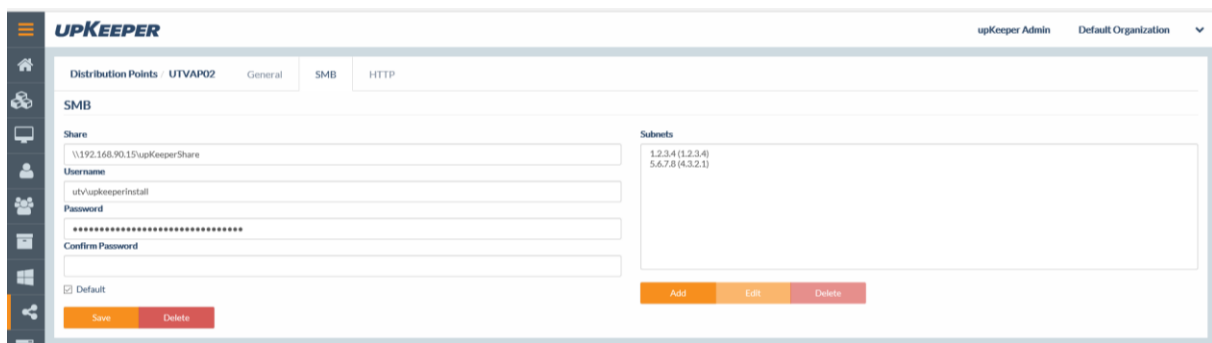 UPKEEPER
upKeeper Admin Default Organization
Distribution Points / UTVAP02 General SMB HTTP
SMB
Share
\\192.168.90.15\upKeeperShare
Username
utv\upkeeperinstall
Password
••••••••••••••••••••••••••••••••
Confirm Password
Default
Save Delete
Subnets
1.2.3.4 (1.2.3.4)
5.6.7.8 (4.3.2.1)
Add Edit Delete